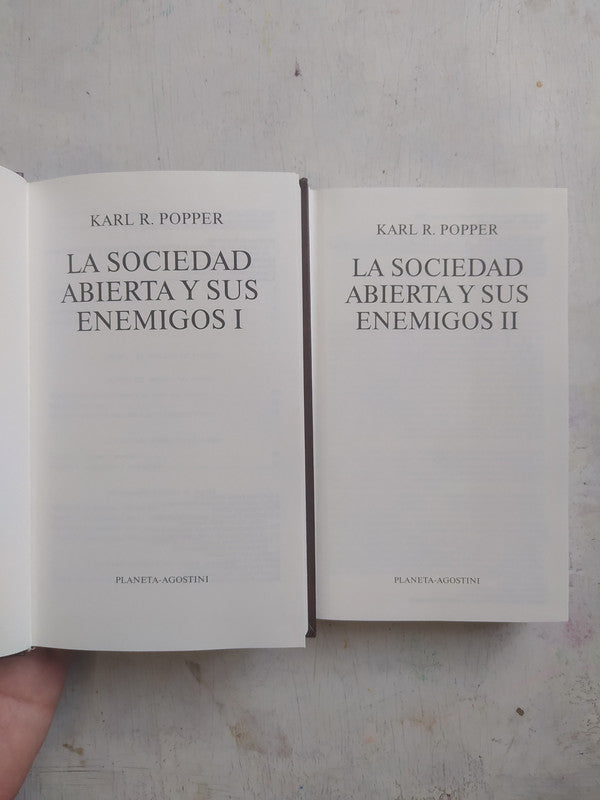 KARL R. POPPER
LA SOCIEDAD
ABIERTA Y SUS
ENEMIGOS I
PLANETA-AGOSTINI
KARL R. POPPER
LA SOCIEDAD
ABIERTA Y SUS
ENEMIGOS II
PLANETA-AGOSTINI